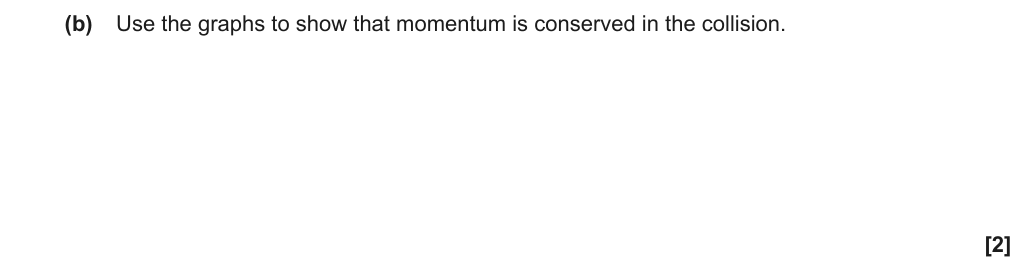 (b) Use the graphs to show that momentum is conserved in the collision.
[2]